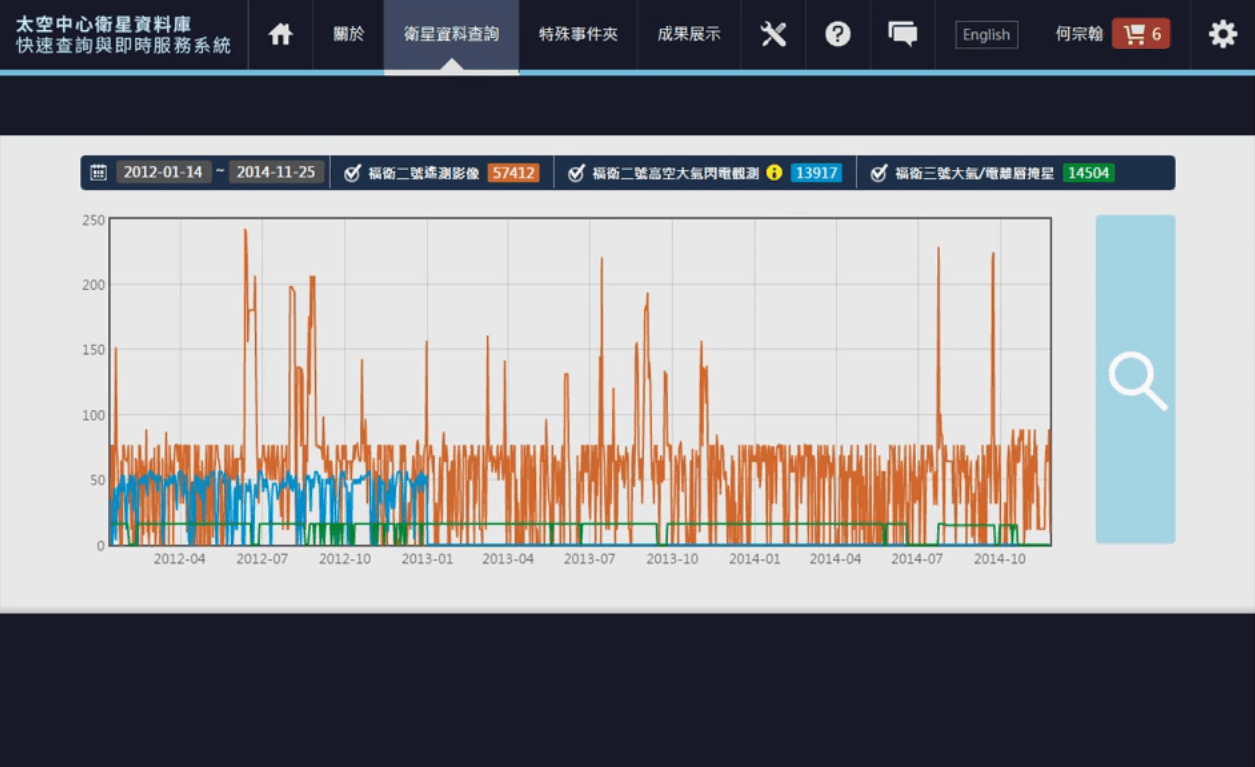 太空中心衛星資料庫
快速查詢與即時服務系統
關於
衛星資料查詢
特殊事件夾
成果展示
English
何宗翰
6
2012-01-14 ~ 2014-11-25
福衛二號遙測影像 57412
福衛二號高空大氣閃電觀測 13917
福衛三號大氣/電離層掩星 14504
250
200
150
100
50
0
2012-04 2012-07 2012-10 2013-01 2013-04 2013-07 2013-10 2014-01 2014-04 2014-07 2014-10